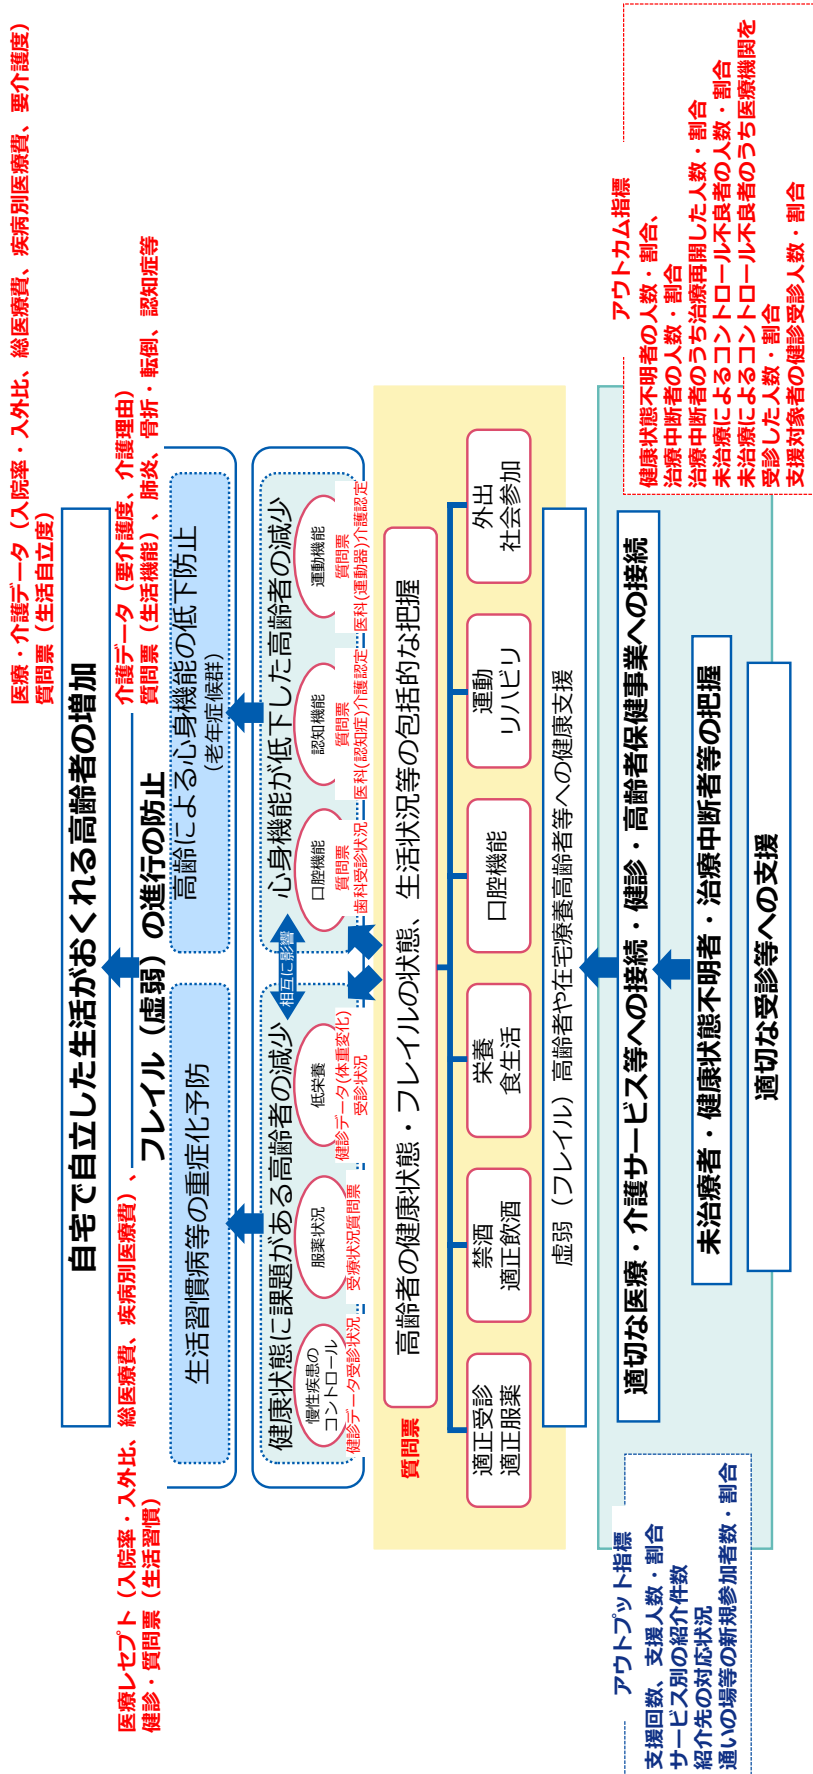 医療・介護データ（入院率・入外比、総医療費、疾病別医療費、要介護度）
質問票（生活自立度）
自宅で自立した生活がおくれる高齢者の増加
医療レセプト（入院率・入外比、総医療費、疾病別医療費）、
健診・質問票（生活習慣）
フレイル（虚弱）の進行の防止
介護データ（要介護度、介護理由）
質問票（生活機能）、肺炎、骨折・転倒、認知症等
生活習慣病等の重症化予防
高齢による心身機能の低下防止
（老年症候群）
健康状態に課題がある高齢者の減少
慢性疾患の
コントロール
健診データ受診状況
服薬状況
受療状況質問票
低栄養
健診データ(体重変化)
受診状況
相互に影響
心身機能が低下した高齢者の減少
口腔機能
質問票
歯科受診状況
認知機能
質問票
医科(認知症)介護認定
運動機能
質問票
医科(運動器)介護認定
質問票
高齢者の健康状態・フレイルの状態、生活状況等の包括的な把握
適正受診
適正服薬
禁酒
適正飲酒
栄養
食生活
口腔機能
運動
リハビリ
外出
社会参加
虚弱（フレイル）高齢者や在宅療養高齢者等への健康支援
適切な医療・介護サービス等への接続・健診・高齢者保健事業への接続
未治療者・健康状態不明者・治療中断者等の把握
適切な受診等への支援
アウトプット指標
支援回数、支援人数・割合
サービス別の紹介件数
紹介先の対応状況
通いの場等の新規参加者数・割合
アウトカム指標
健康状態不明者の人数・割合、
治療中断者の人数・割合
治療中断者のうち治療再開した人数・割合
未治療によるコントロール不良者の人数・割合
未治療によるコントロール不良者のうち医療機関を
受診した人数・割合
支援対象者の健診受診人数・割合